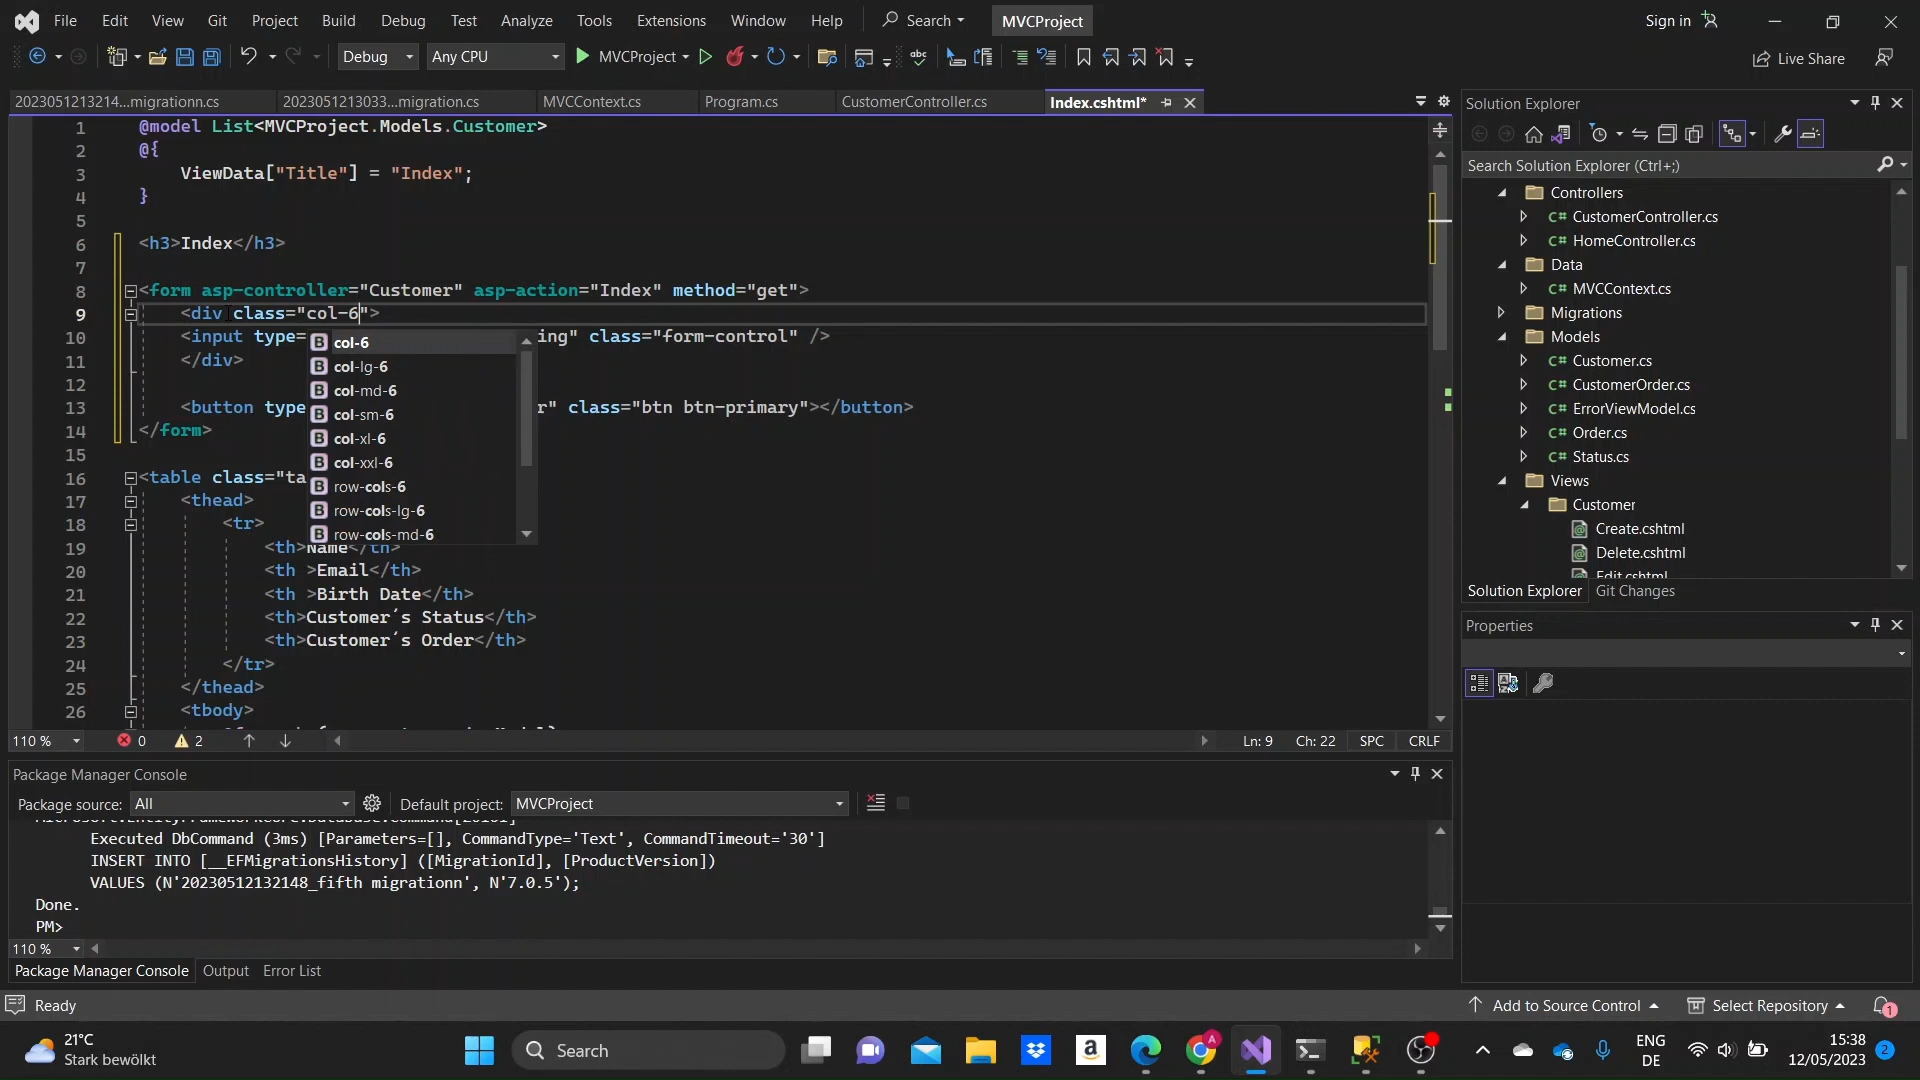 File Edit View Git Project Build Debug Test Analyze Tools Extensions Window Help Search MVCProject Sign in
Debug Any CPU MVCProject Live Share
2023051213214...migrationn.cs 2023051213033...migration.cs MVCContext.cs Program.cs CustomerController.cs Index.cshtml*
1 @model List<MVCProject.Models.Customer>
2 @{
3 ViewData["Title"] = "Index";
4 }
5
6 <h3>Index</h3>
7
8 <form asp-controller="Customer" asp-action="Index" method="get">
9 <div class="col-6">
10 <input type= ing" class="form-control" />
11 </div>
12
13 <button type r" class="btn btn-primary"></button>
14 </form>
15
16 <table class="ta
17 <thead>
18 <tr>
19 <th>Name</th>
20 <th >Email</th>
21 <th >Birth Date</th>
22 <th>Customer´s Status</th>
23 <th>Customer´s Order</th>
24 </tr>
25 </thead>
26 <tbody>
col-6
col-lg-6
col-md-6
col-sm-6
col-xl-6
col-xxl-6
row-cols-6
row-cols-lg-6
row-cols-md-6
110 % 0 2 Ln: 9 Ch: 22 SPC CRLF
Package Manager Console
Package source: All Default project: MVCProject
Executed DbCommand (3ms) [Parameters=[], CommandType='Text', CommandTimeout='30']
INSERT INTO [__EFMigrationsHistory] ([MigrationId], [ProductVersion])
VALUES (N'20230512132148_fifth migrationn', N'7.0.5');
Done.
PM>
110 %
Package Manager Console Output Error List
Solution Explorer
Search Solution Explorer (Ctrl+;)
Controllers
C# CustomerController.cs
C# HomeController.cs
Data
C# MVCContext.cs
Migrations
Models
C# Customer.cs
C# CustomerOrder.cs
C# ErrorViewModel.cs
C# Order.cs
C# Status.cs
Views
Customer
Create.cshtml
Delete.cshtml
Edit.cshtml
Solution Explorer Git Changes
Properties
Ready Add to Source Control Select Repository 1
21°C
Stark bewölkt
Search
ENG
DE
15:38
12/05/2023
2